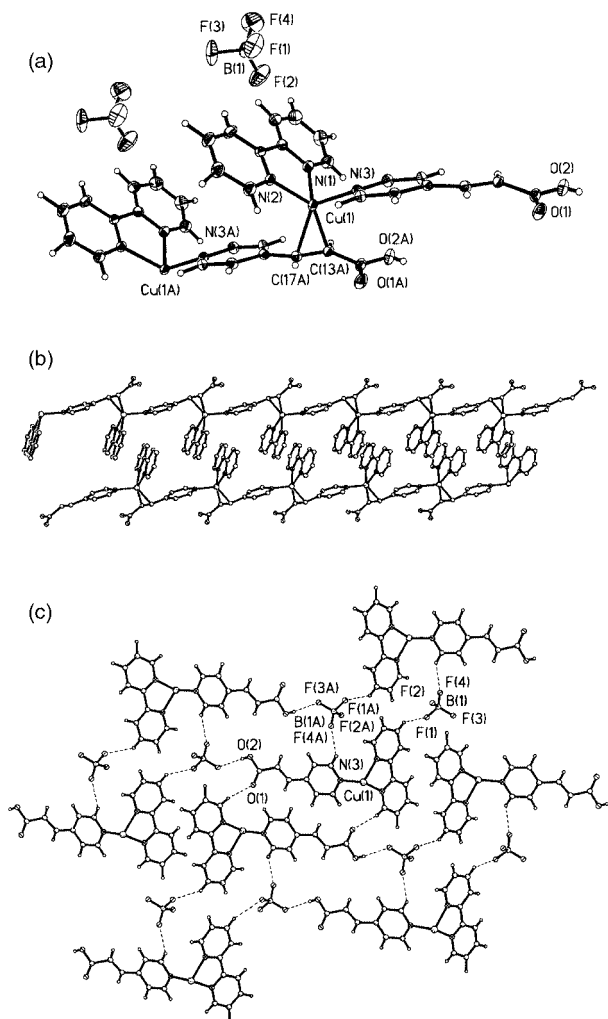 (a)
F(3)
F(4)
F(1)
B(1)
F(2)
N(1)
N(3)
N(2)
O(2)
Cu(1)
O(1)
N(3A)
O(2A)
C(13A)
C(17A)
O(1A)
Cu(1A)
(b)
(c)
F(3A)
F(2)
F(4)
B(1)
F(1A)
B(1A)
F(2A)
F(3)
F(1)
F(4A)
O(2)
N(3)
O(1)
Cu(1)